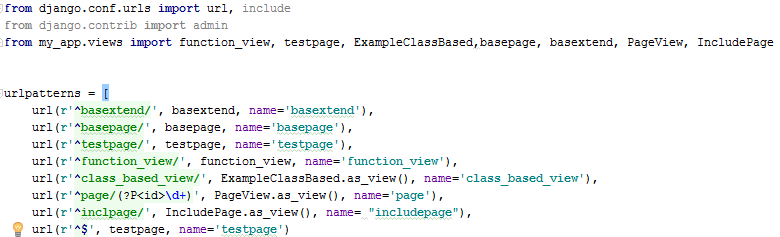 from django.conf.urls import url, include
from django.contrib import admin
from my_app.views import function_view, testpage, ExampleClassBased,basepage, basextend, PageView, IncludePage
urlpatterns = [
url(r'^basextend/', basextend, name='basextend'),
url(r'^basepage/', basepage, name='basepage'),
url(r'^testpage/', testpage, name='testpage'),
url(r'^function_view/', function_view, name='function_view'),
url(r'^class_based_view/', ExampleClassBased.as_view(), name='class_based_view'),
url(r'^page/(?P<id>\d+)', PageView.as_view(), name='page'),
url(r'^inclpage/', IncludePage.as_view(), name= "includepage"),
url(r'^$', testpage, name='testpage')